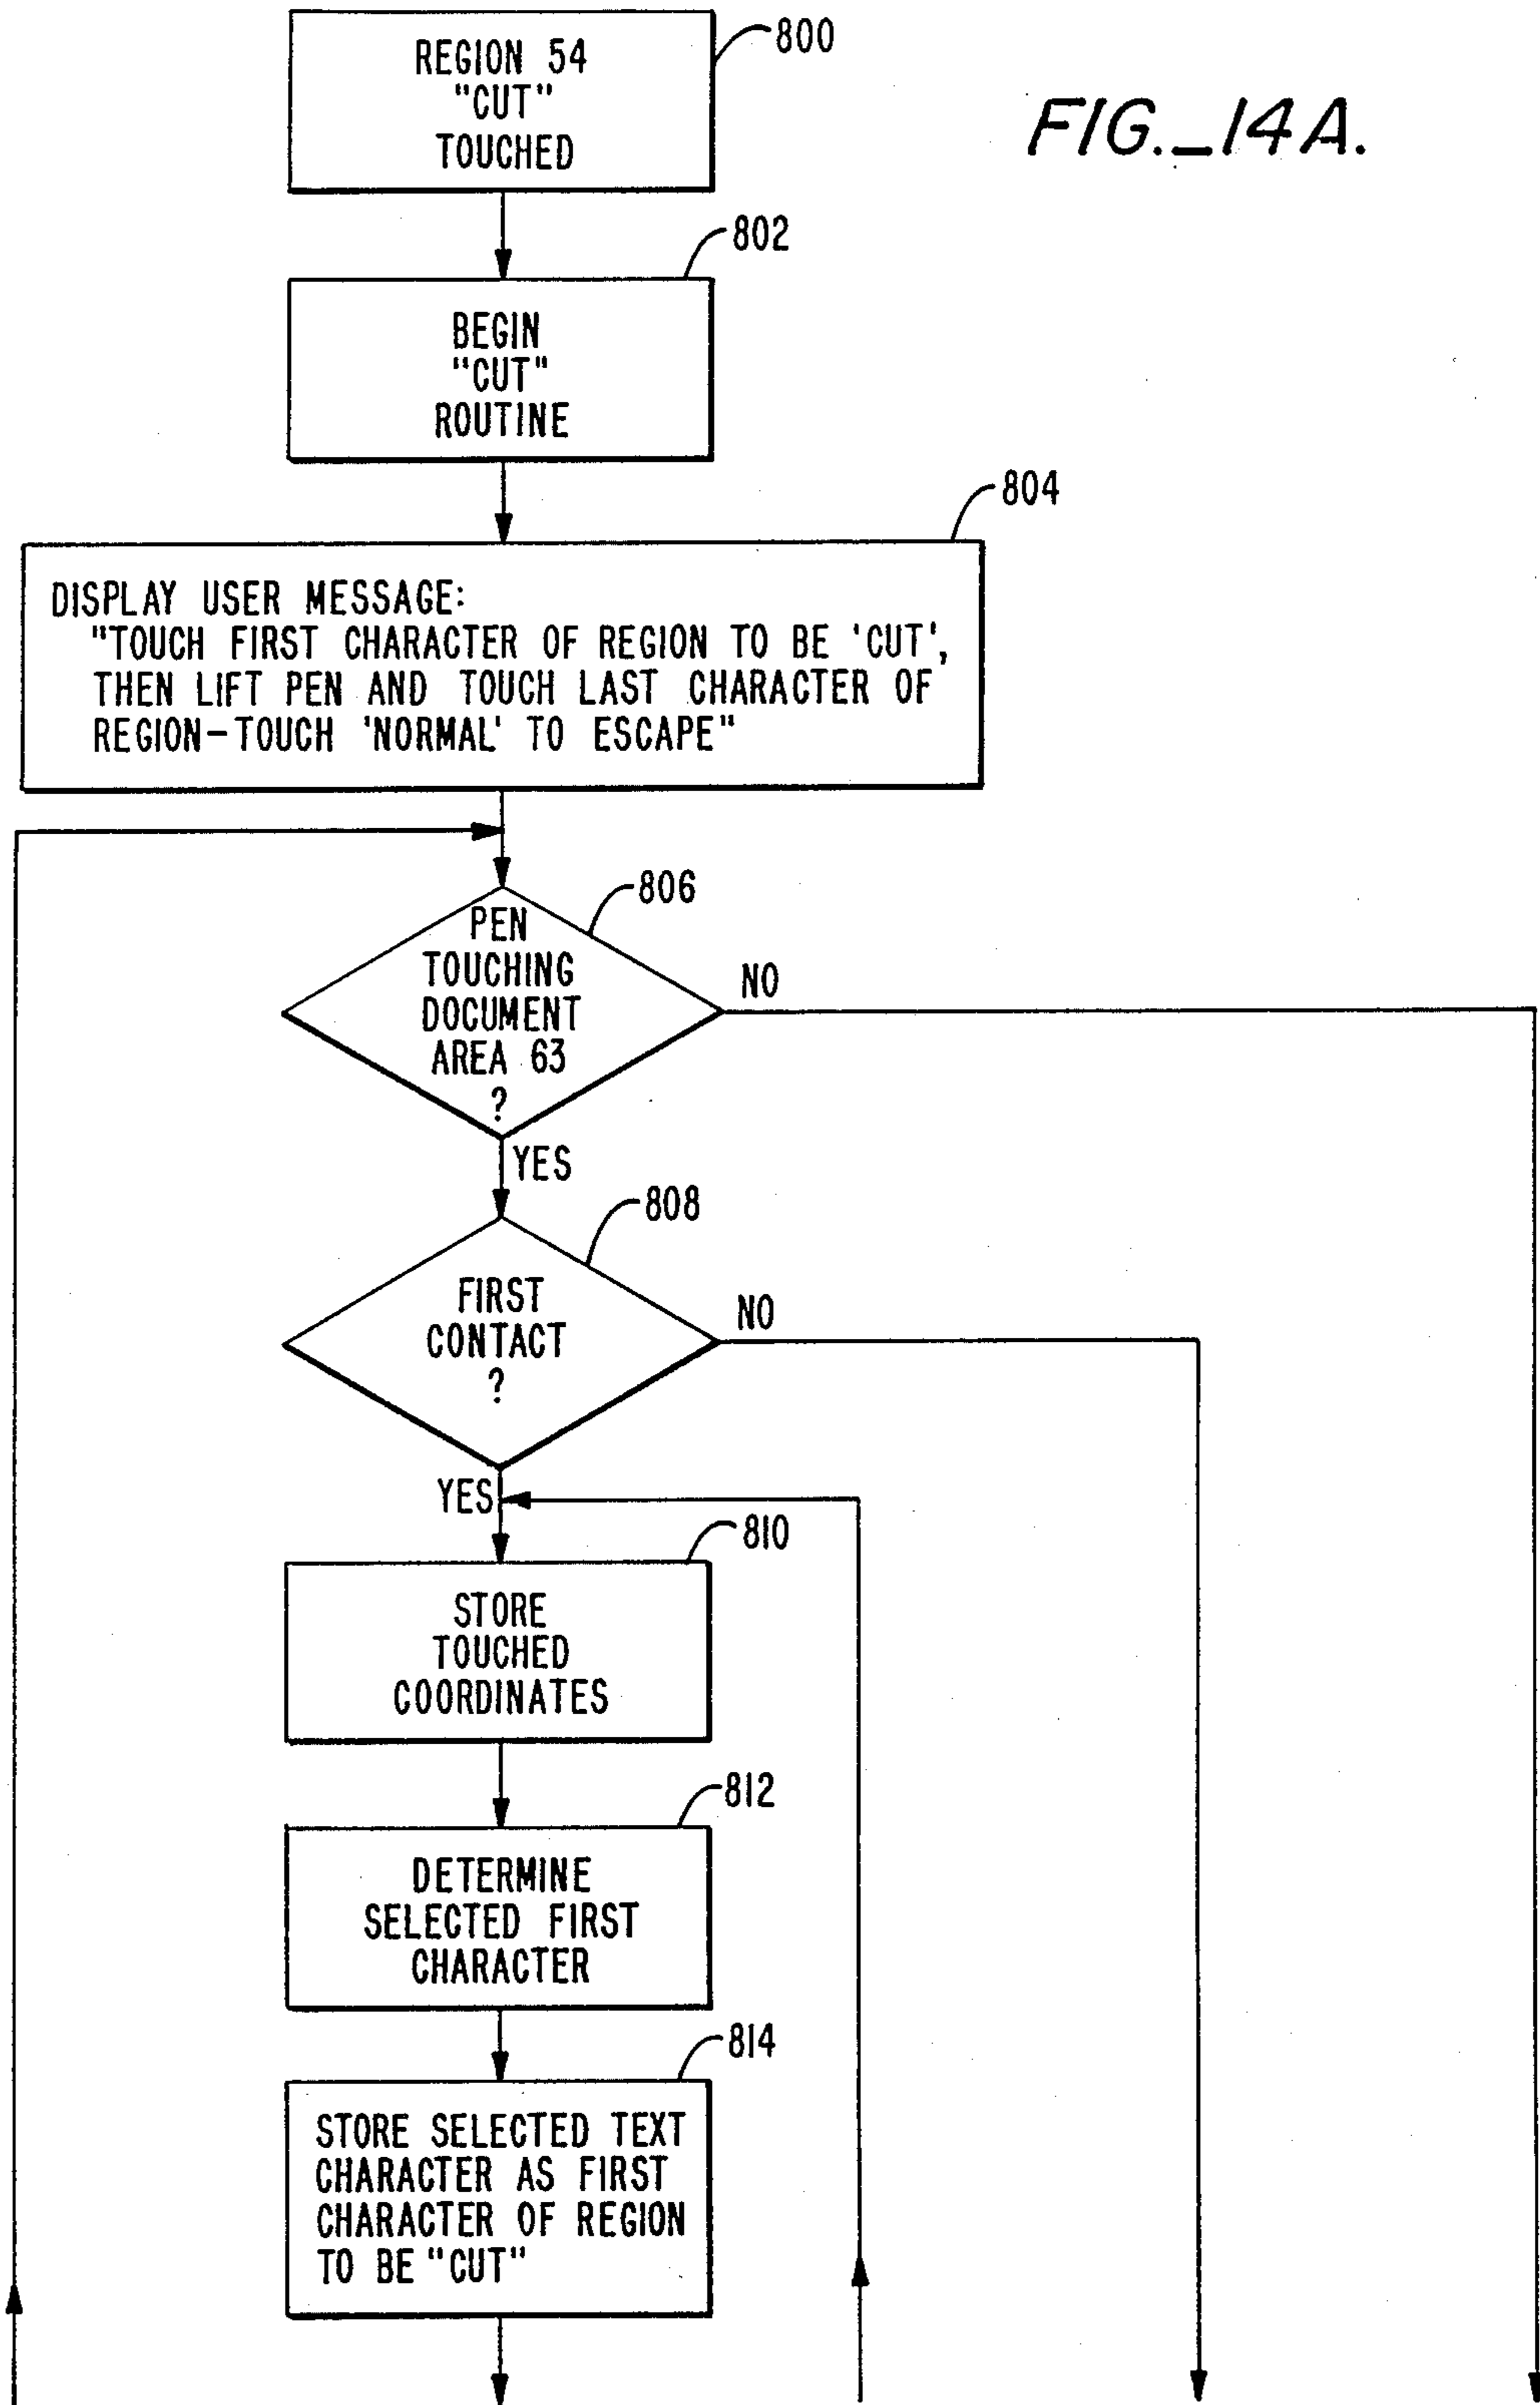 FIG._14A.
800
REGION 54
"CUT"
TOUCHED
802
BEGIN
"CUT"
ROUTINE
804
DISPLAY USER MESSAGE:
"TOUCH FIRST CHARACTER OF REGION TO BE 'CUT',
THEN LIFT PEN AND TOUCH LAST CHARACTER OF
REGION-TOUCH 'NORMAL' TO ESCAPE"
806
PEN
TOUCHING
DOCUMENT
AREA 63
?
NO
YES
808
FIRST
CONTACT
?
NO
YES
810
STORE
TOUCHED
COORDINATES
812
DETERMINE
SELECTED FIRST
CHARACTER
814
STORE SELECTED TEXT
CHARACTER AS FIRST
CHARACTER OF REGION
TO BE "CUT"